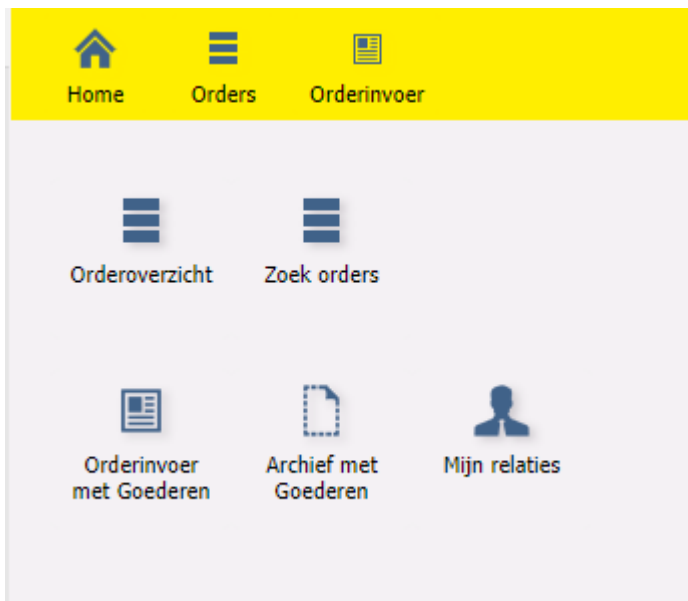 Home Orders Orderinvoer
Orderoverzicht Zoek orders
Orderinvoer Archief met Mijn relaties
met Goederen Goederen